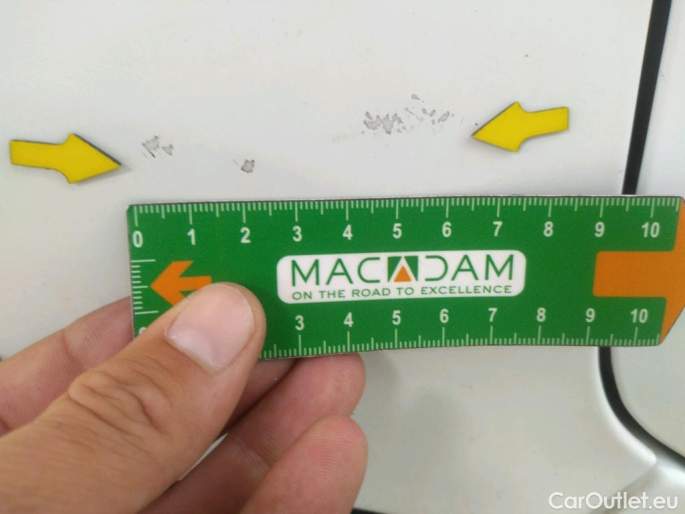 0 1 2 3 4 5 6 7 8 9 10
MACADAM
ON THE ROAD TO EXCELLENCE
3 4 5 6 7 8 9 10
CarOutlet.eu